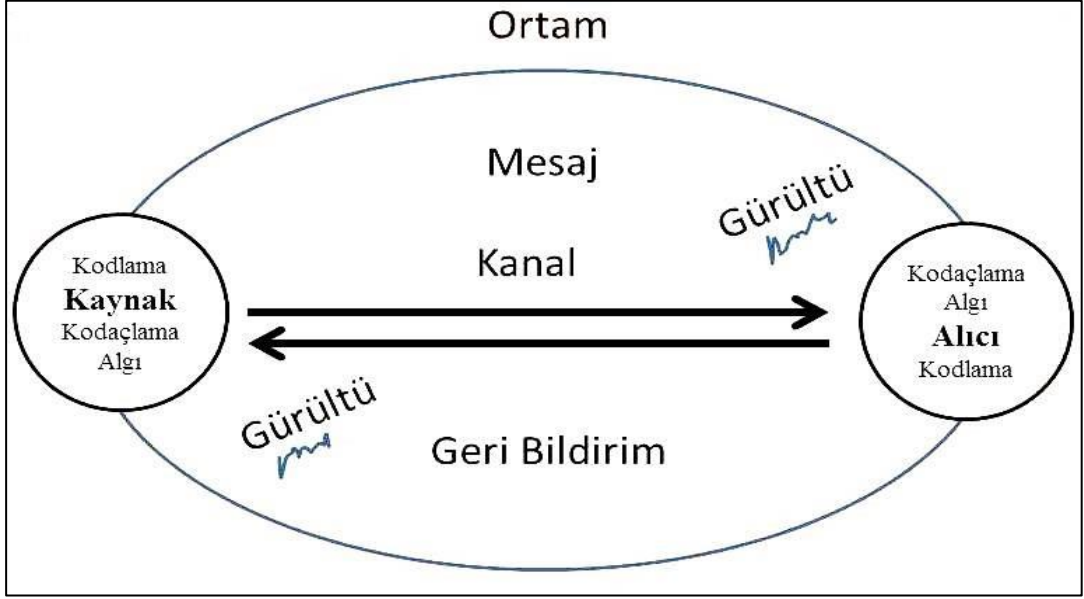 Ortam
Mesaj
Gürültü
Kanal
Kodlama
Kaynak
Kodaçlama
Algı
Kodaçlama
Algı
Alıcı
Kodlama
Gürültü
Geri Bildirim